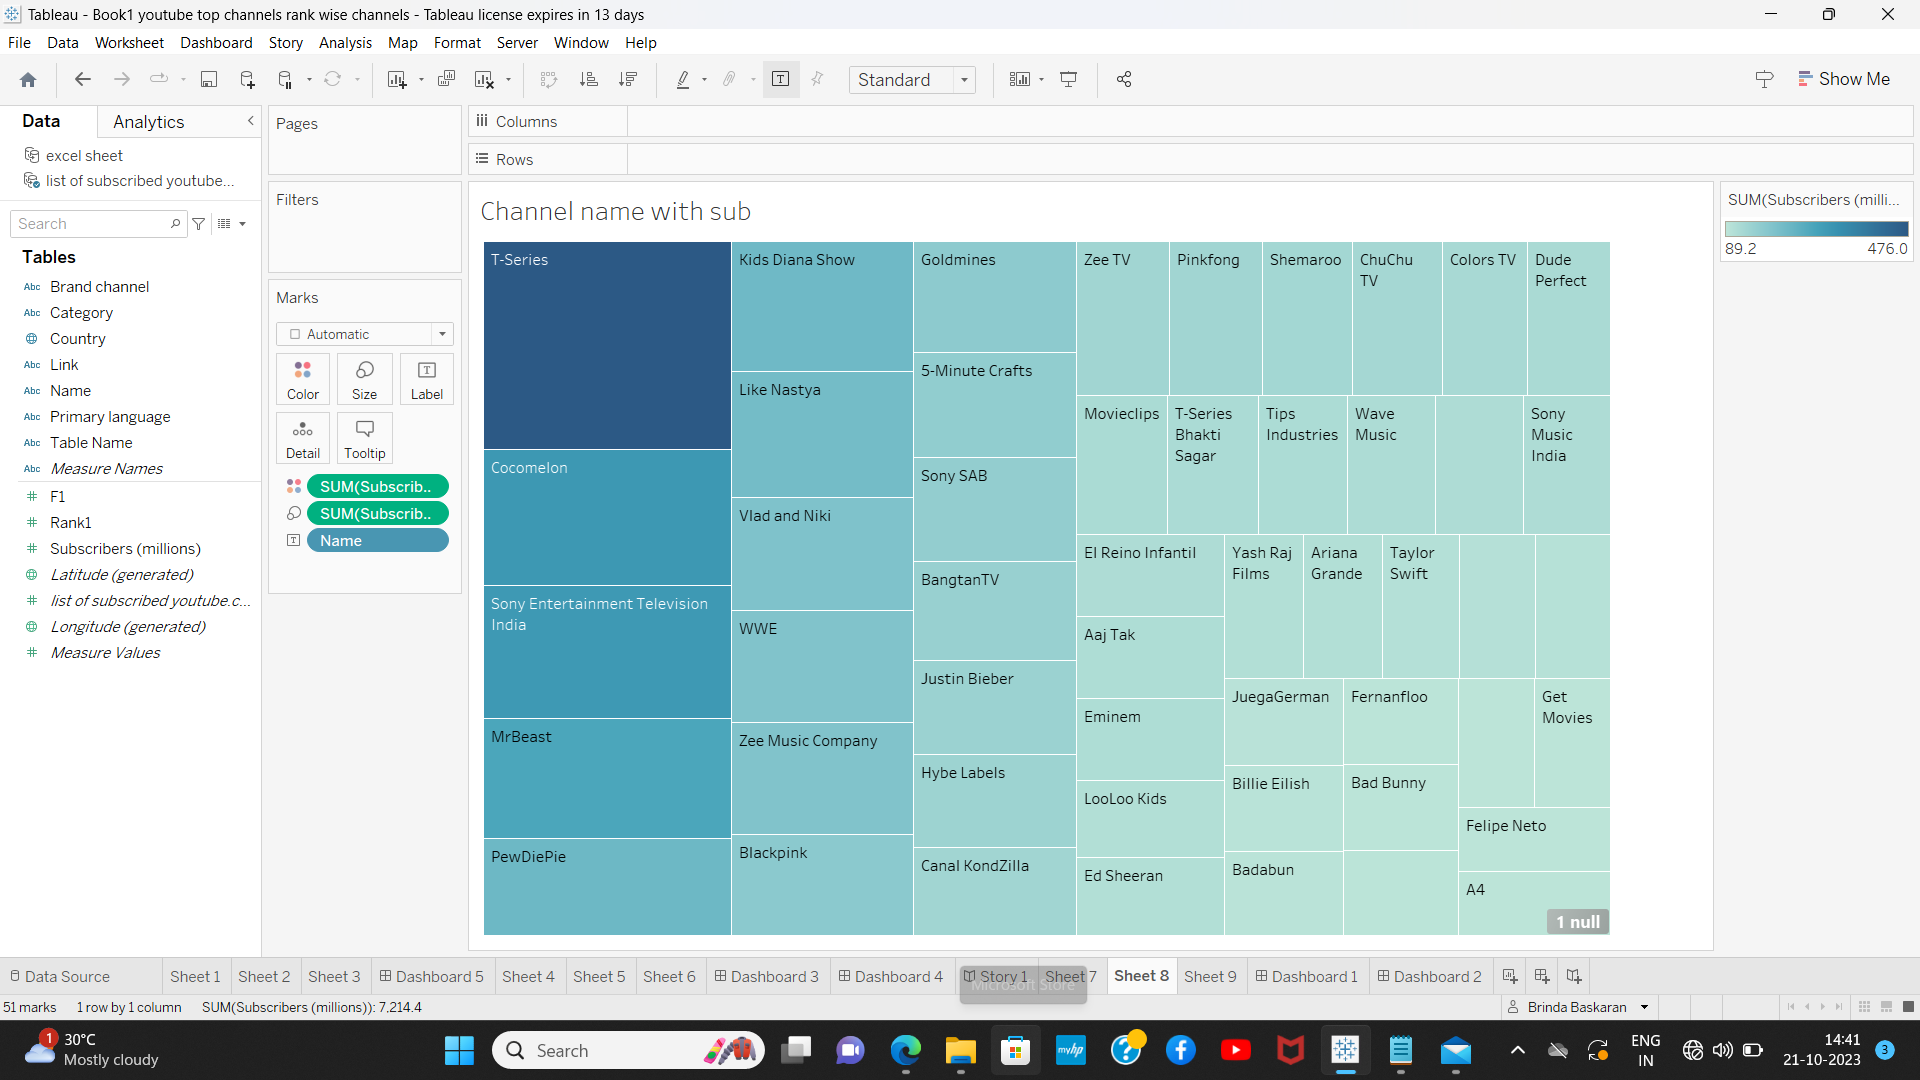 Tableau - Book1 youtube top channels rank wise channels - Tableau license expires in 13 days
File Data Worksheet Dashboard Story Analysis Map Format Server Window Help
Standard
Show Me
Data Analytics
excel sheet
list of subscribed youtube...
Search
Tables
Abc Brand channel
Abc Category
Country
Abc Link
Abc Name
Abc Primary language
Abc Table Name
Abc Measure Names
# F1
# Rank1
# Subscribers (millions)
Latitude (generated)
# list of subscribed youtube.c...
Longitude (generated)
# Measure Values
Pages
Filters
Marks
Automatic
Color Size Label
Detail Tooltip
SUM(Subscrib..
SUM(Subscrib..
Name
Columns
Rows
Channel name with sub
T-Series
Cocomelon
Sony Entertainment Television
India
MrBeast
PewDiePie
Kids Diana Show
Like Nastya
Vlad and Niki
WWE
Zee Music Company
Blackpink
Goldmines
5-Minute Crafts
Sony SAB
BangtanTV
Justin Bieber
Hybe Labels
Canal KondZilla
Zee TV
Pinkfong
Shemaroo
ChuChu
TV
Colors TV
Dude
Perfect
Movieclips
T-Series
Bhakti
Sagar
Tips
Industries
Wave
Music
Sony
Music
India
El Reino Infantil
Aaj Tak
Eminem
LooLoo Kids
Ed Sheeran
Yash Raj
Films
Ariana
Grande
Taylor
Swift
JuegaGerman
Billie Eilish
Badabun
Fernanfloo
Bad Bunny
Get
Movies
Felipe Neto
A4
1 null
SUM(Subscribers (milli...
89.2 476.0
Data Source Sheet 1 Sheet 2 Sheet 3 Dashboard 5 Sheet 4 Sheet 5 Sheet 6 Dashboard 3 Dashboard 4 Story 1 Sheet 7 Sheet 8 Sheet 9 Dashboard 1 Dashboard 2
Microsoft Store
51 marks 1 row by 1 column SUM(Subscribers (millions)): 7,214.4
Brinda Baskaran
1
30°C
Mostly cloudy
Search
myhp
ENG
IN
14:41
21-10-2023
3